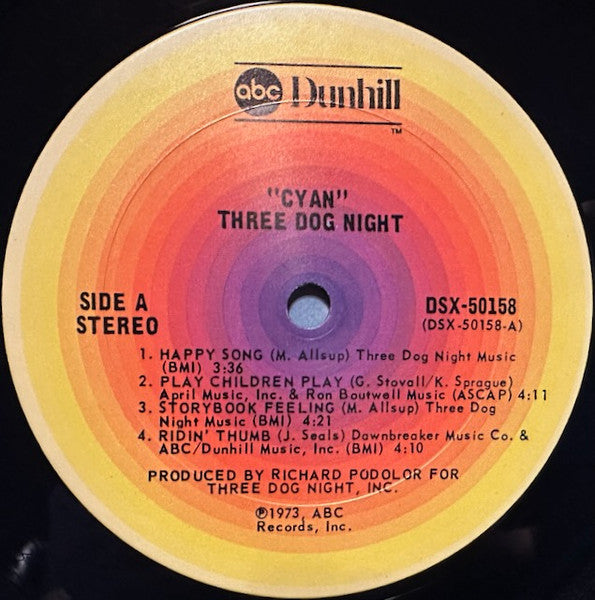 abc Dunhill
™
"CYAN"
THREE DOG NIGHT
SIDE A
STEREO
DSX-50158
(DSX-50158-A)
1. HAPPY SONG (M. Allsup) Three Dog Night Music
(BMI) 3:36
2. PLAY CHILDREN PLAY (G. Stovall/K. Sprague)
April Music, Inc. & Ron Boutwell Music (ASCAP) 4:11
3. STORYBOOK FEELING (M. Allsup) Three Dog
Night Music (BMI) 4:21
4. RIDIN' THUMB (J. Seals) Dawnbreaker Music Co. &
ABC/Dunhill Music, Inc. (BMI) 4:10
PRODUCED BY RICHARD PODOLOR FOR
THREE DOG NIGHT, INC.
℗1973, ABC
Records, Inc.